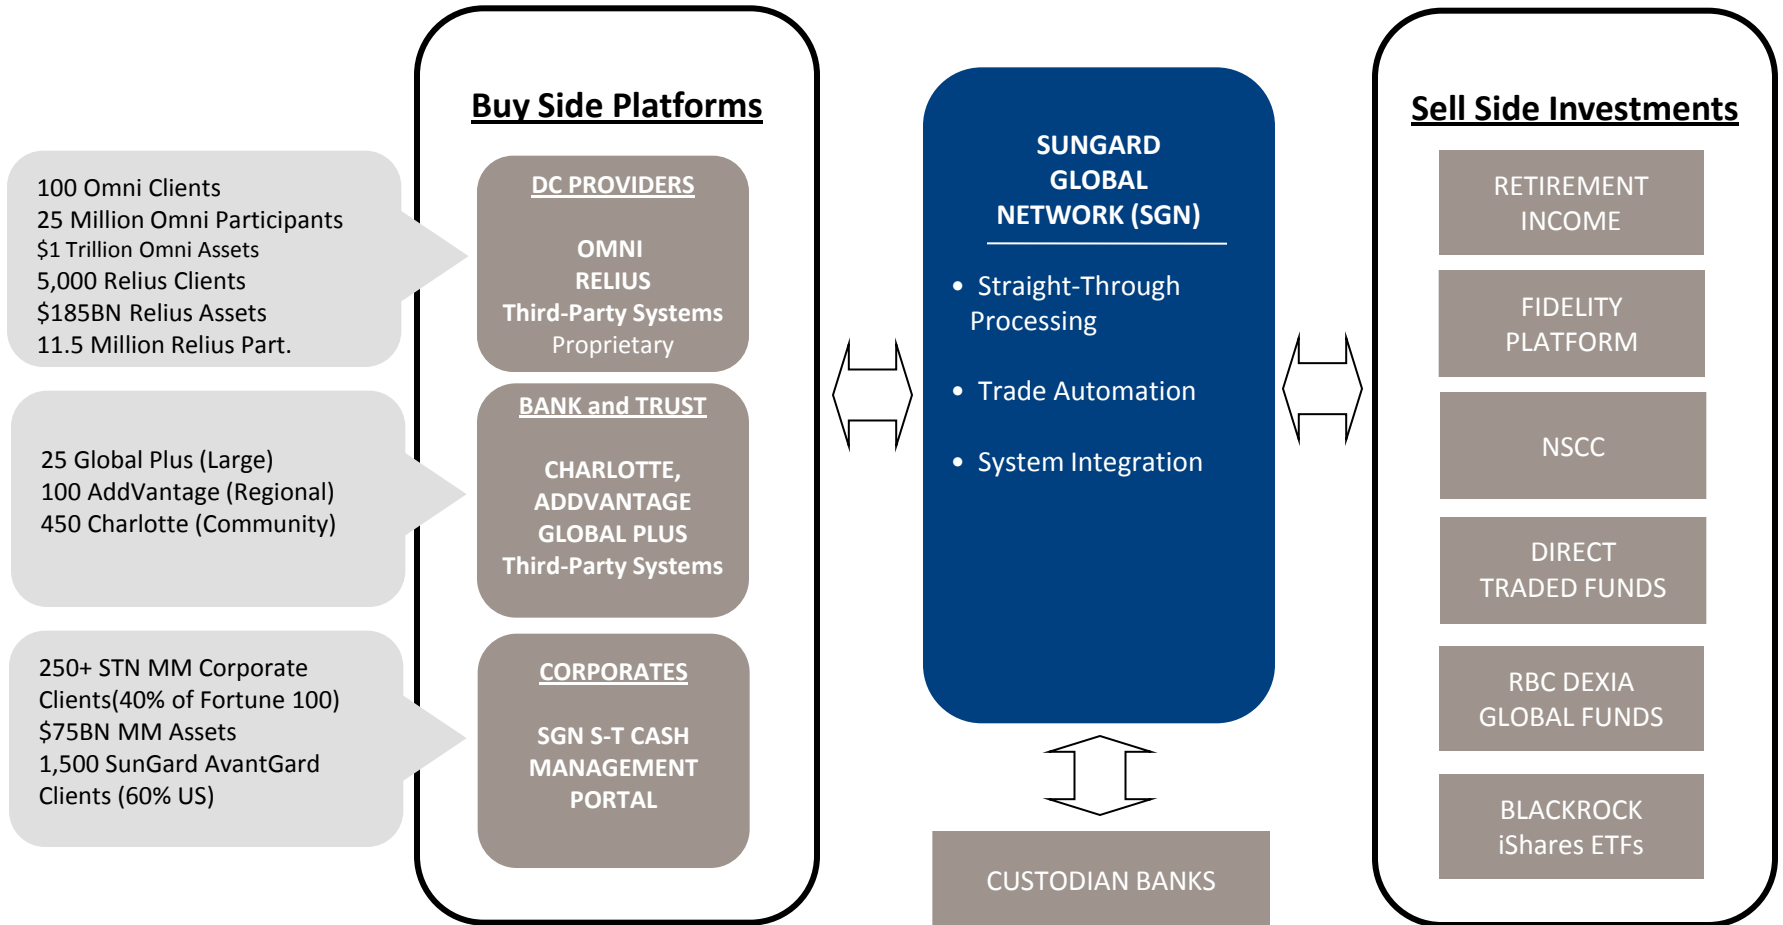 Buy Side Platforms
100 Omni Clients
25 Million Omni Participants
$1 Trillion Omni Assets
5,000 Relius Clients
$185BN Relius Assets
11.5 Million Relius Part.
DC PROVIDERS
OMNI
RELIUS
Third-Party Systems
Proprietary
25 Global Plus (Large)
100 AddVantage (Regional)
450 Charlotte (Community)
BANK and TRUST
CHARLOTTE,
ADDVANTAGE
GLOBAL PLUS
Third-Party Systems
250+ STN MM Corporate
Clients(40% of Fortune 100)
$75BN MM Assets
1,500 SunGard AvantGard
Clients (60% US)
CORPORATES
SGN S-T CASH
MANAGEMENT
PORTAL
SUNGARD
GLOBAL
NETWORK (SGN)
• Straight-Through
Processing
• Trade Automation
• System Integration
CUSTODIAN BANKS
Sell Side Investments
RETIREMENT
INCOME
FIDELITY
PLATFORM
NSCC
DIRECT
TRADED FUNDS
RBC DEXIA
GLOBAL FUNDS
BLACKROCK
iShares ETFs